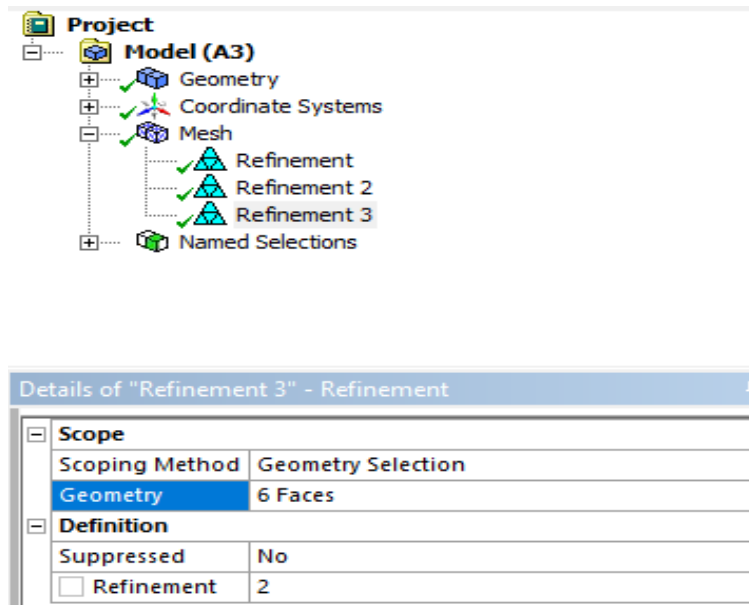 Project
Model (A3)
Geometry
Coordinate Systems
Mesh
Refinement
Refinement 2
Refinement 3
Named Selections
Details of "Refinement 3" - Refinement
Scope
Scoping Method Geometry Selection
Geometry 6 Faces
Definition
Suppressed No
Refinement 2